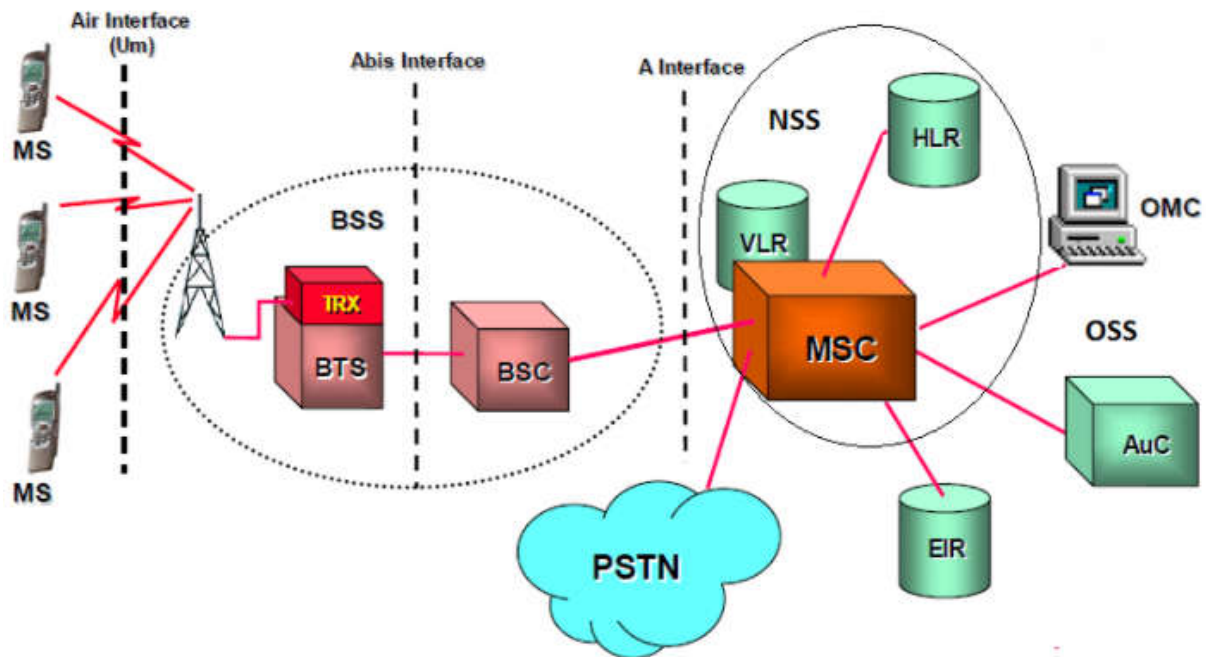 Air Interface
(Um)
Abis Interface
A Interface
MS
MS
MS
BSS
TRX
BTS
BSC
NSS
HLR
VLR
MSC
OMC
OSS
AuC
EIR
PSTN